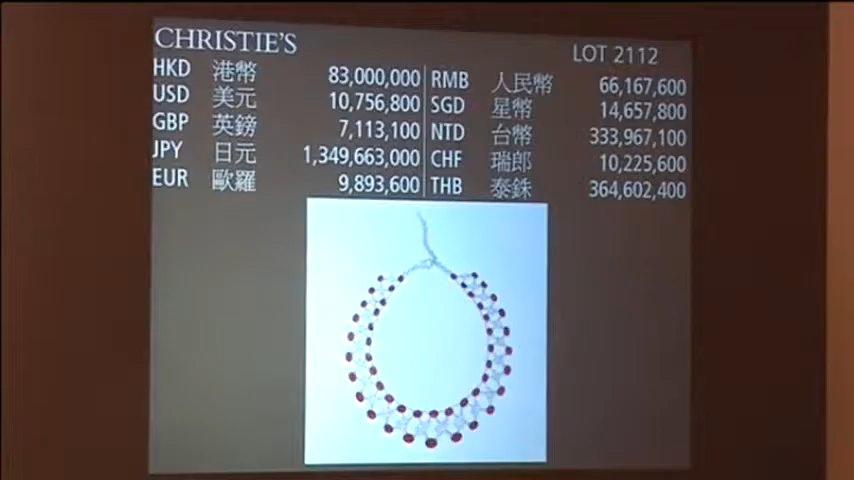 CHRISTIE'S
LOT 2112
HKD 港幣 83,000,000 RMB 人民幣 66,167,600
USD 美元 10,756,800 SGD 星幣 14,657,800
GBP 英鎊 7,113,100 NTD 台幣 333,967,100
JPY 日元 1,349,663,000 CHF 瑞郎 10,225,600
EUR 歐羅 9,893,600 THB 泰銖 364,602,400